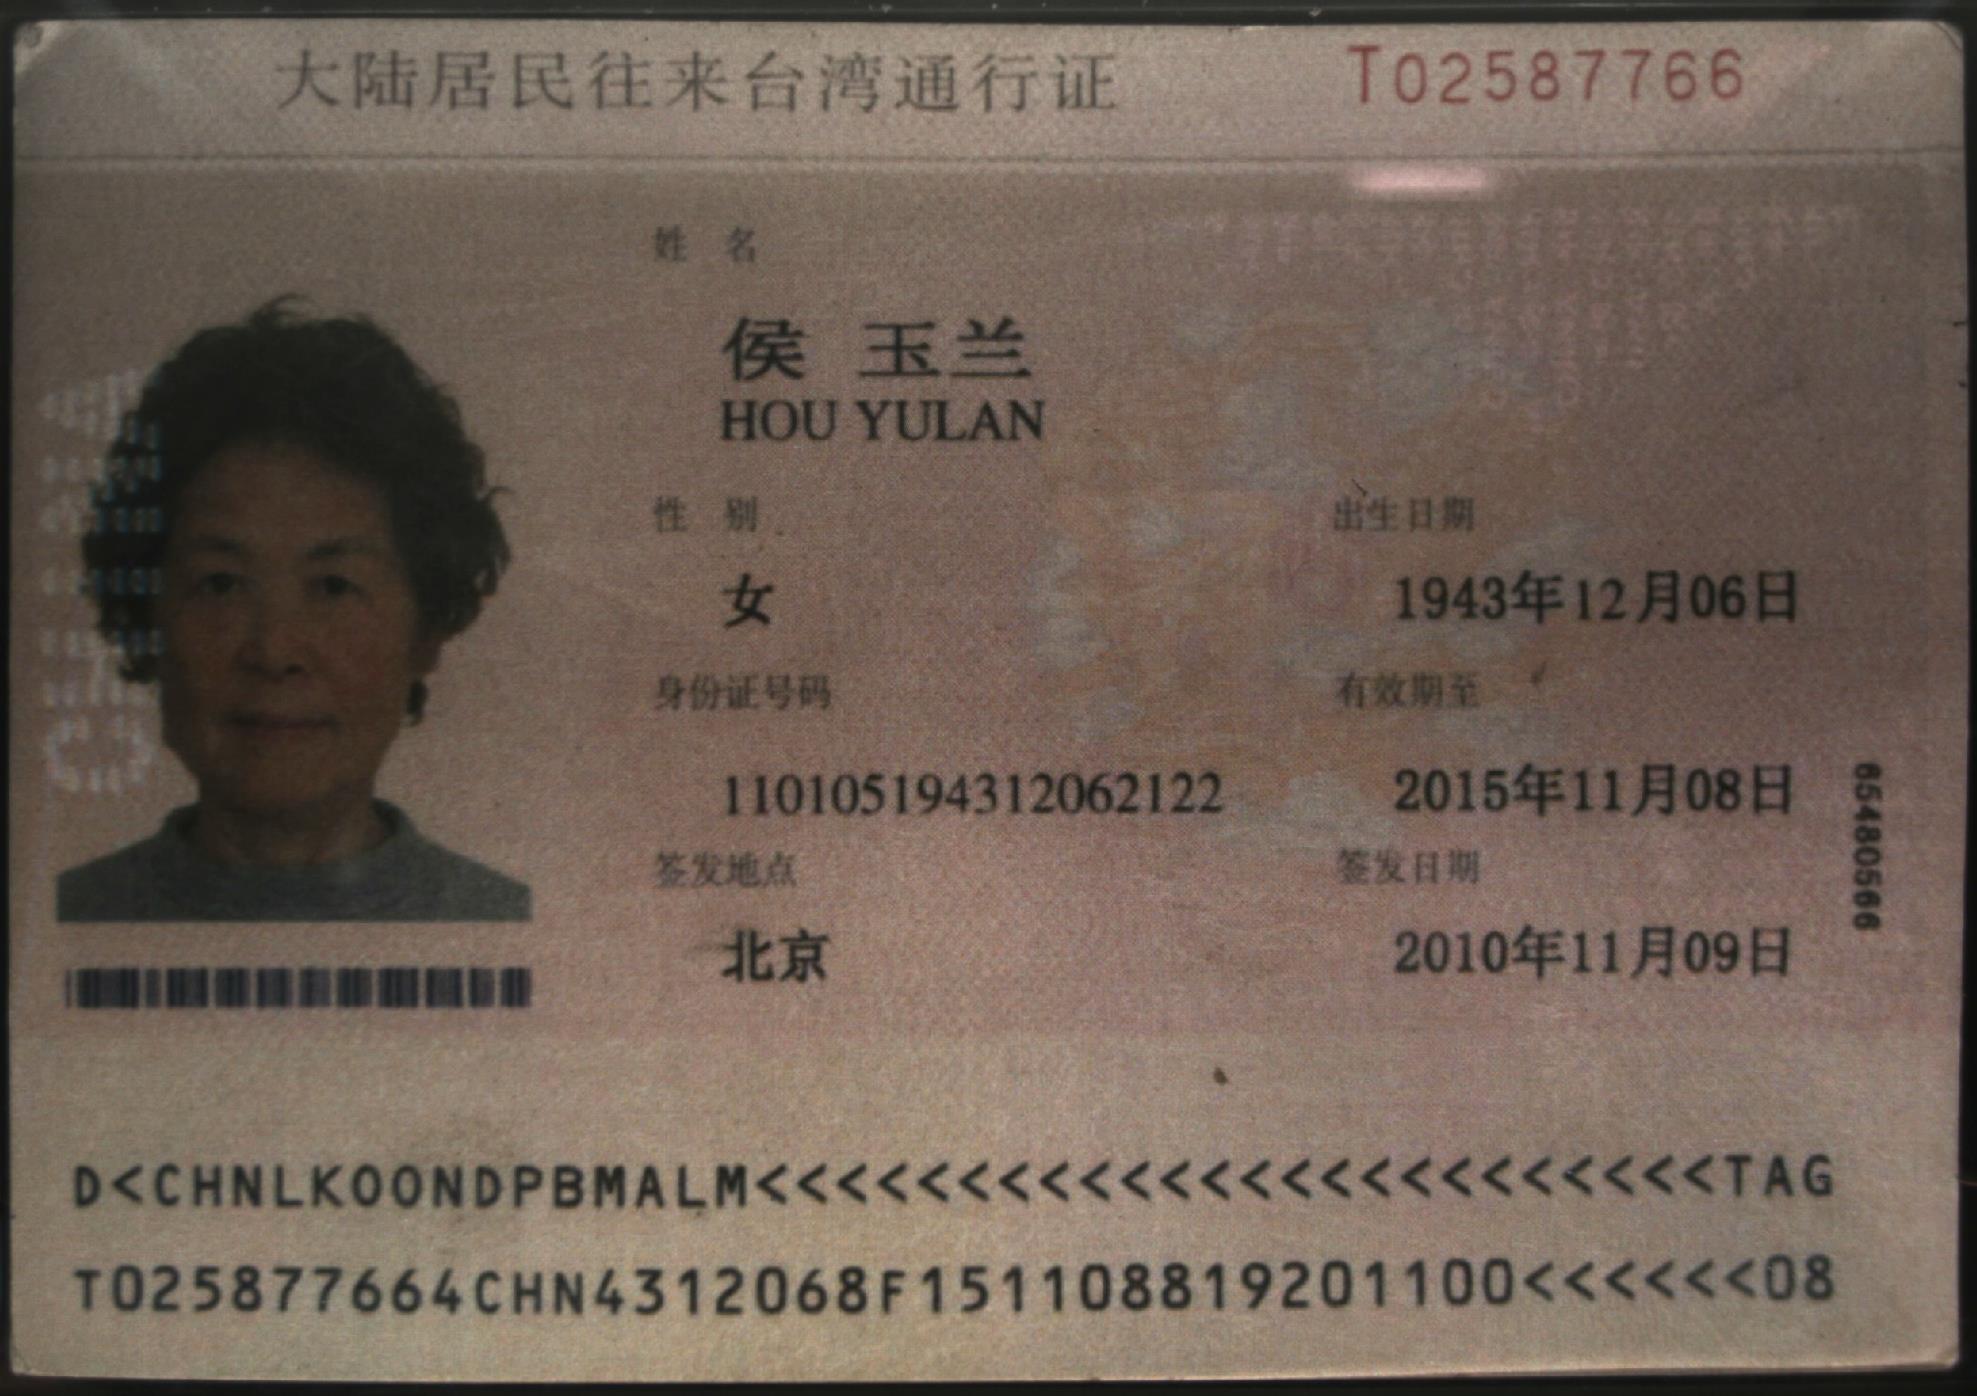 大陆居民往来台湾通行证 T02587766
姓 名
侯 玉兰
HOU YULAN
性 别 出生日期
女 1943年12月06日
身份证号码 有效期至
110105194312062122 2015年11月08日
签发地点 签发日期
北京 2010年11月09日
654805566
D<CHNLKOONDPBMALM<<<<<<<<<<<<<<<<<<<<<<<<TAG
T025877664CHN4312068F151108819201100<<<<<<08